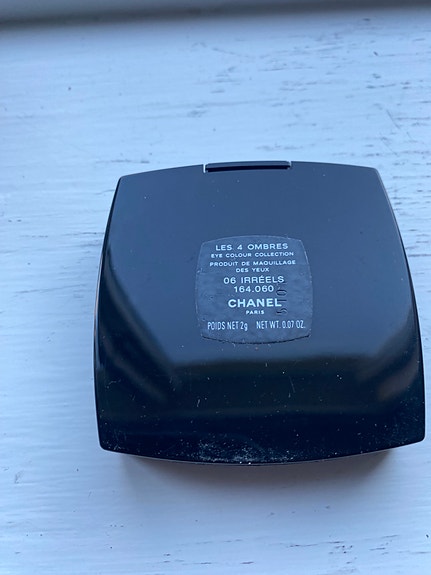 LES 4 OMBRES
EYE COLOUR COLLECTION
PRODUIT DE MAQUILLAGE
DES YEUX
06 IRRÉELS
164.060
CHANEL
PARIS
POIDS NET 2g NET WT. 0.07 OZ.